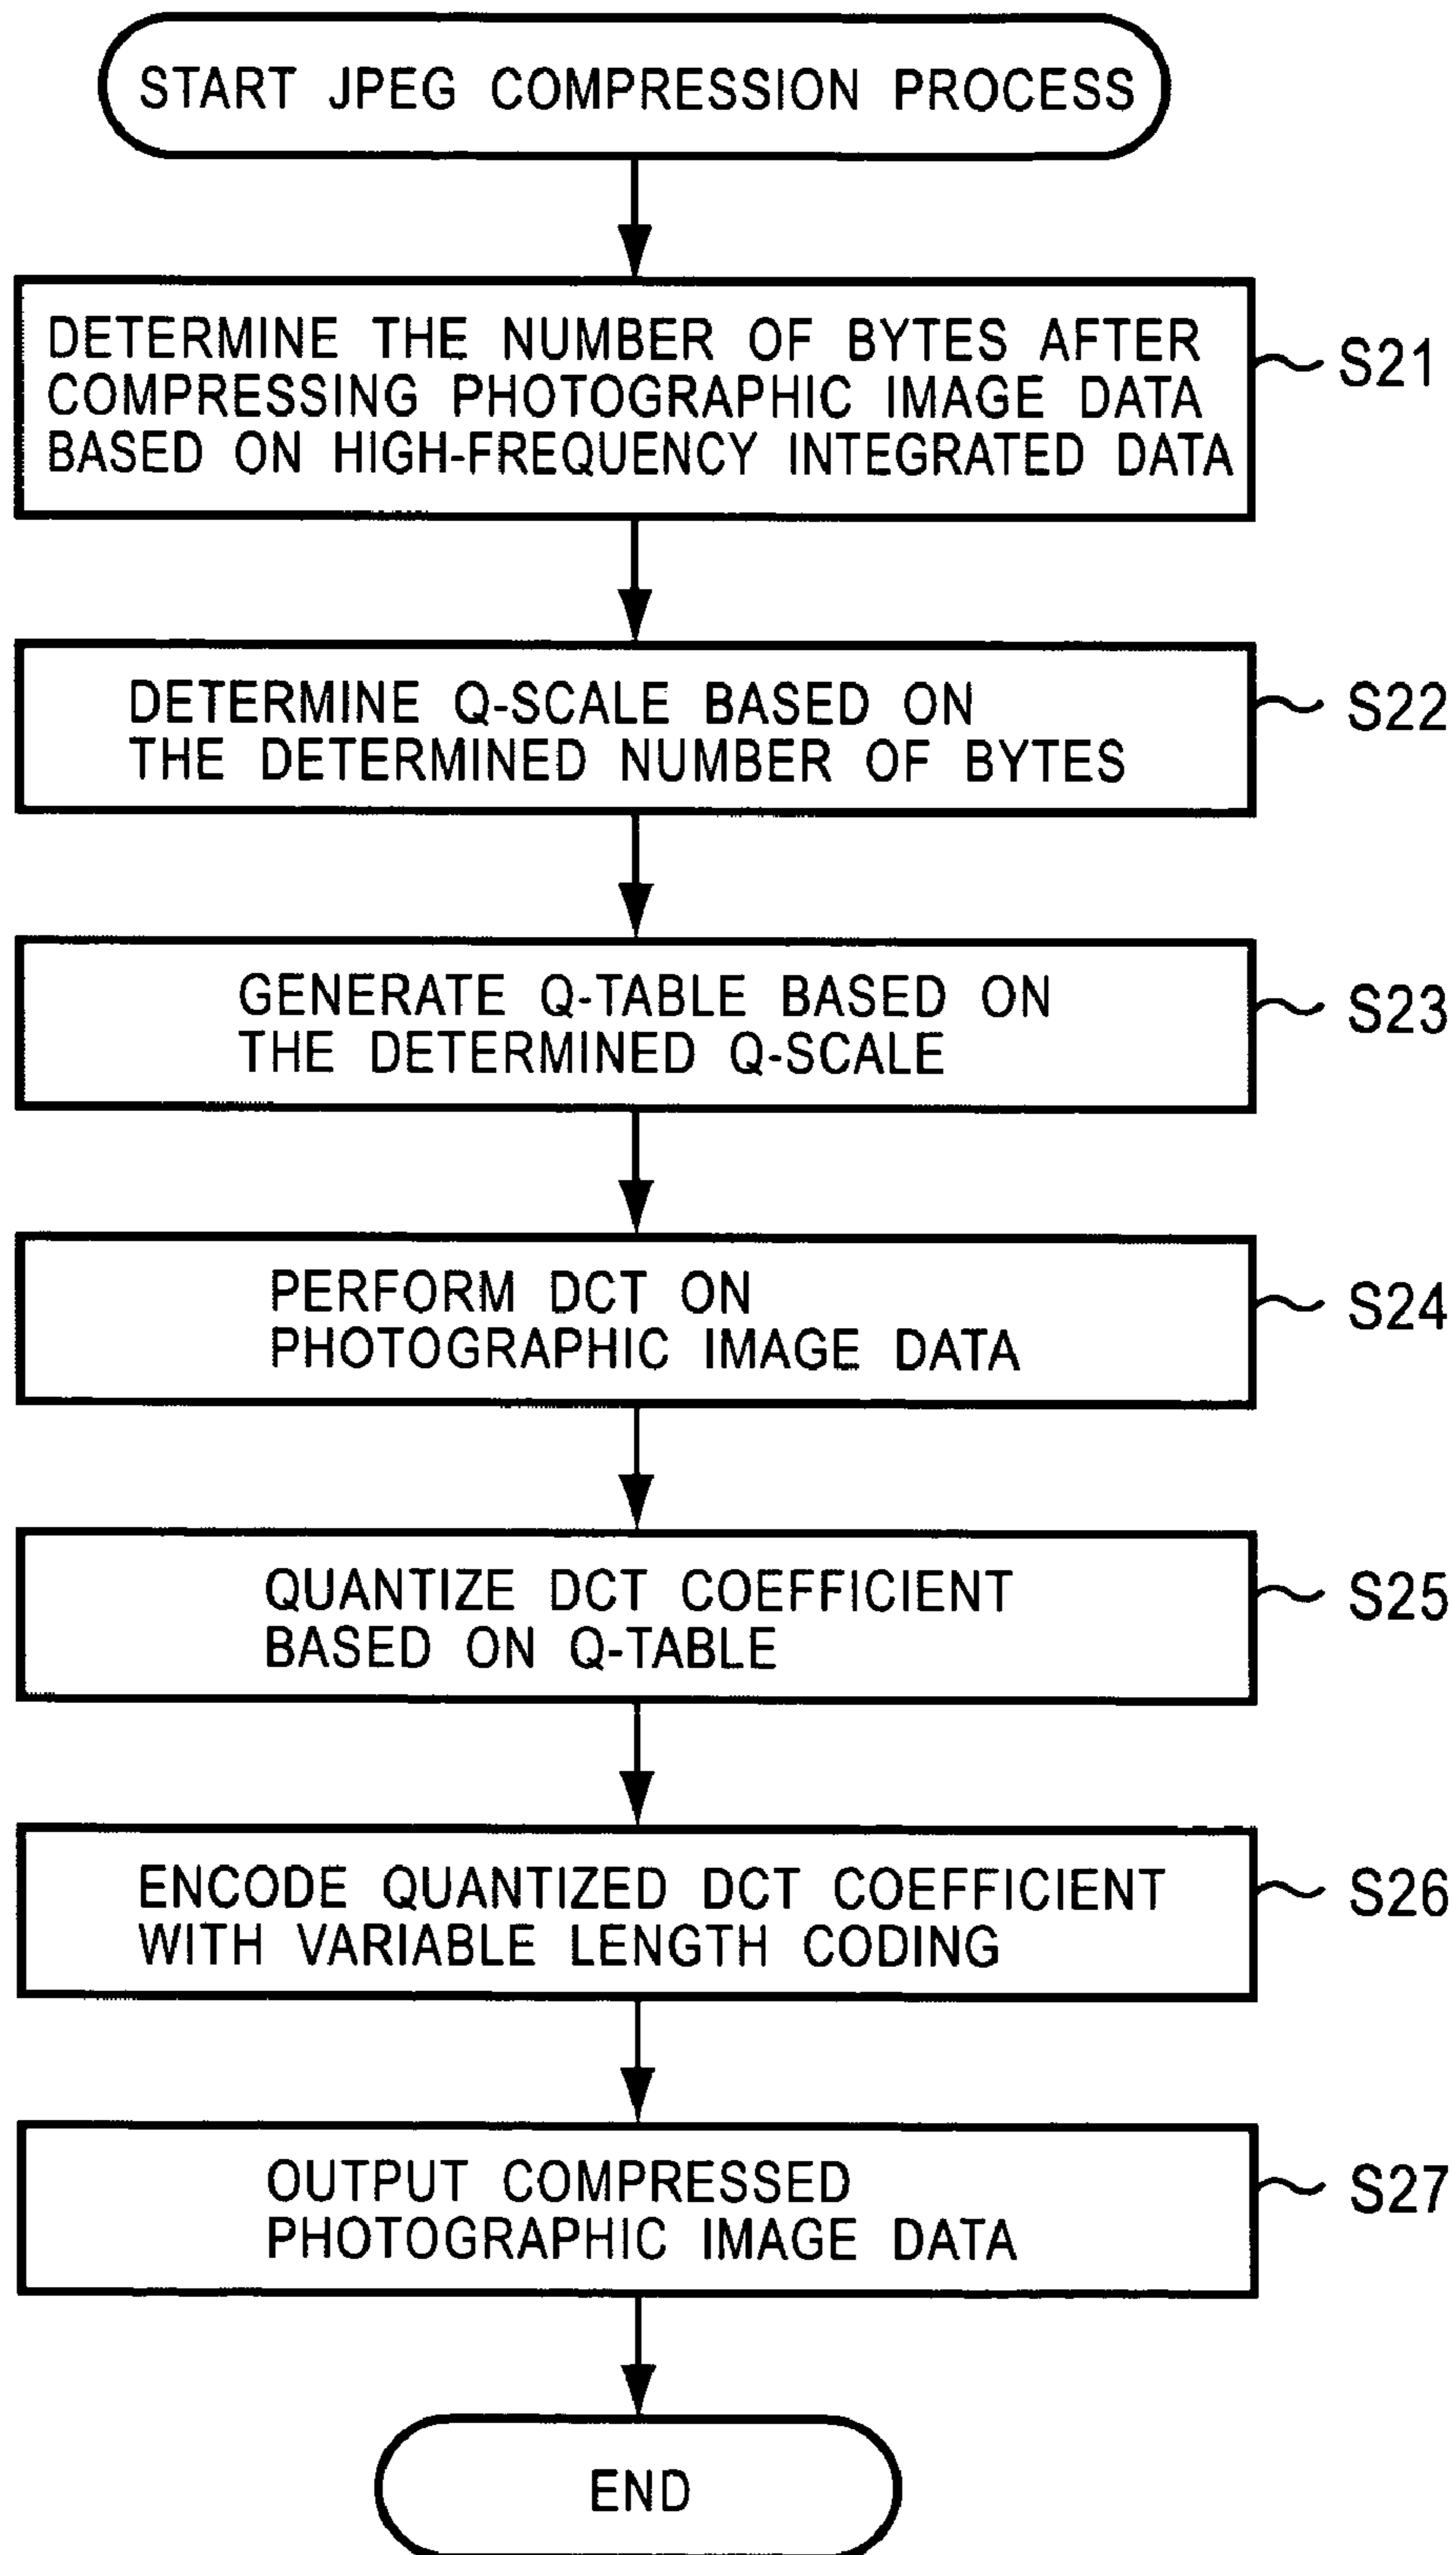 START JPEG COMPRESSION PROCESS
DETERMINE THE NUMBER OF BYTES AFTER
COMPRESSING PHOTOGRAPHIC IMAGE DATA
BASED ON HIGH-FREQUENCY INTEGRATED DATA
S21
DETERMINE Q-SCALE BASED ON
THE DETERMINED NUMBER OF BYTES
S22
GENERATE Q-TABLE BASED ON
THE DETERMINED Q-SCALE
S23
PERFORM DCT ON
PHOTOGRAPHIC IMAGE DATA
S24
QUANTIZE DCT COEFFICIENT
BASED ON Q-TABLE
S25
ENCODE QUANTIZED DCT COEFFICIENT
WITH VARIABLE LENGTH CODING
S26
OUTPUT COMPRESSED
PHOTOGRAPHIC IMAGE DATA
S27
END